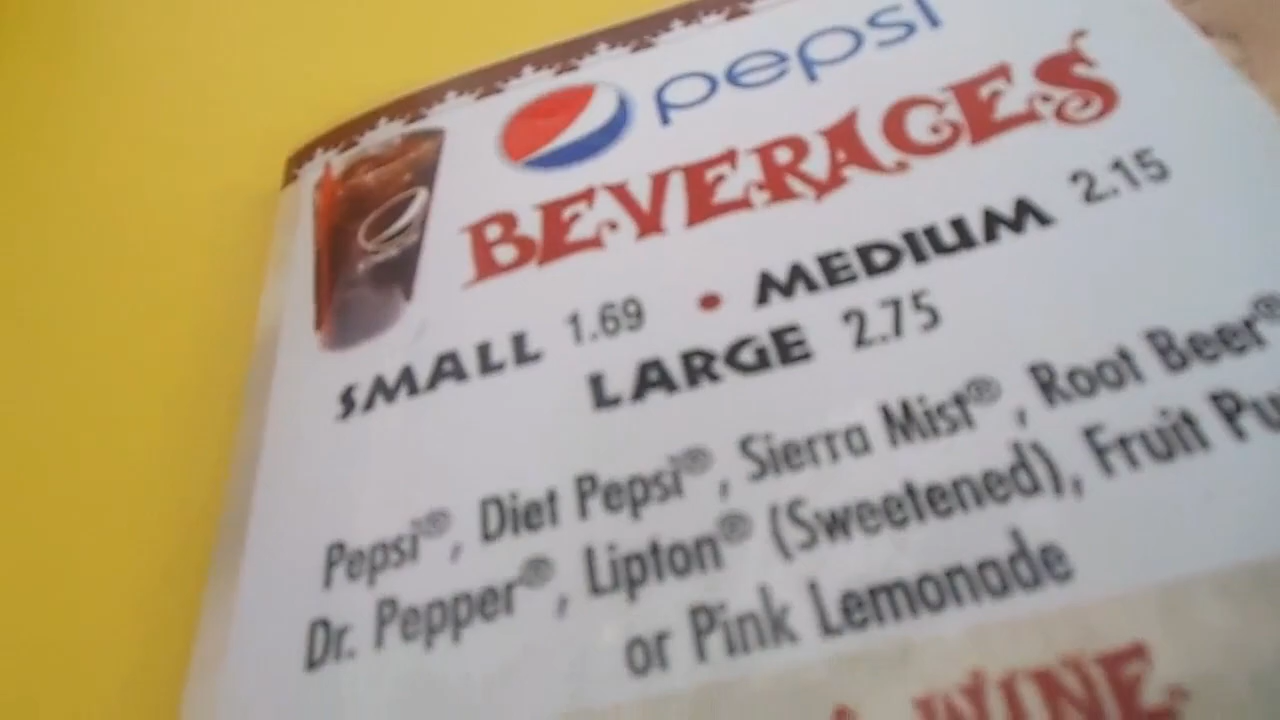 pepsi
BEVERAGES
SMALL 1.69 • MEDIUM 2.15
LARGE 2.75
Pepsi®, Diet Pepsi®, Sierra Mist®, Root Beer®
Dr. Pepper®, Lipton® (Sweetened), Fruit Pu
or Pink Lemonade
WINE